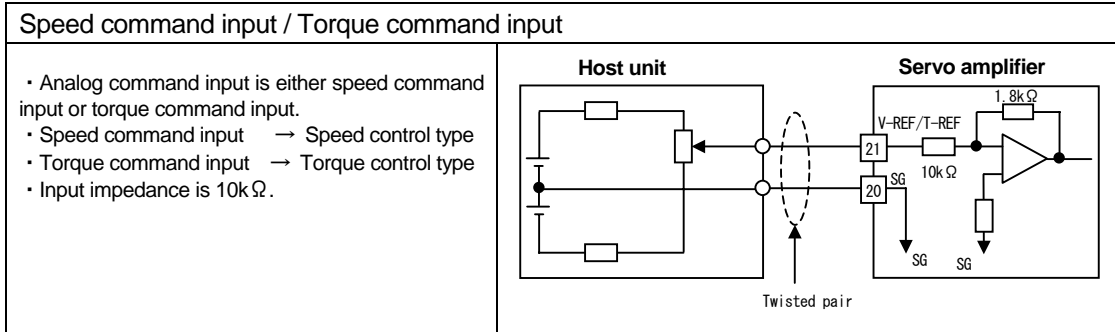 Speed command input / Torque command input
・Analog command input is either speed command
input or torque command input.
・Speed command input → Speed control type
・Torque command input → Torque control type
・Input impedance is 10kΩ.
Host unit
Servo amplifier
1.8kΩ
V-REF/T-REF
21
10kΩ
20
SG
SG
SG
Twisted pair